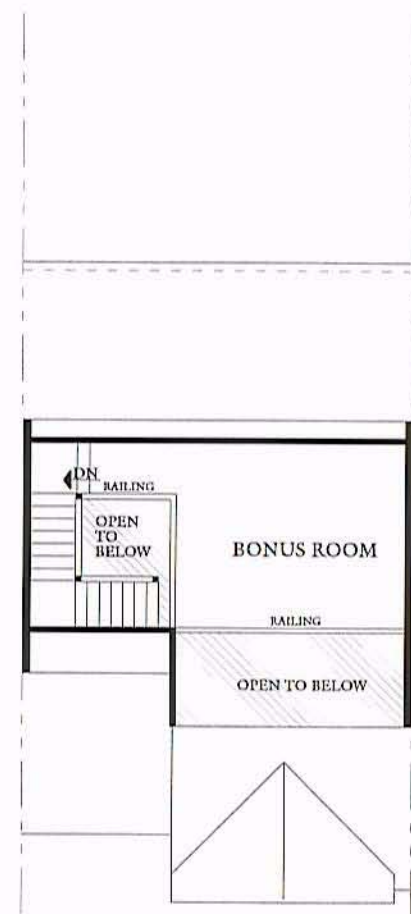 DN
RAILING
OPEN
TO
BELOW
BONUS ROOM
RAILING
OPEN TO BELOW